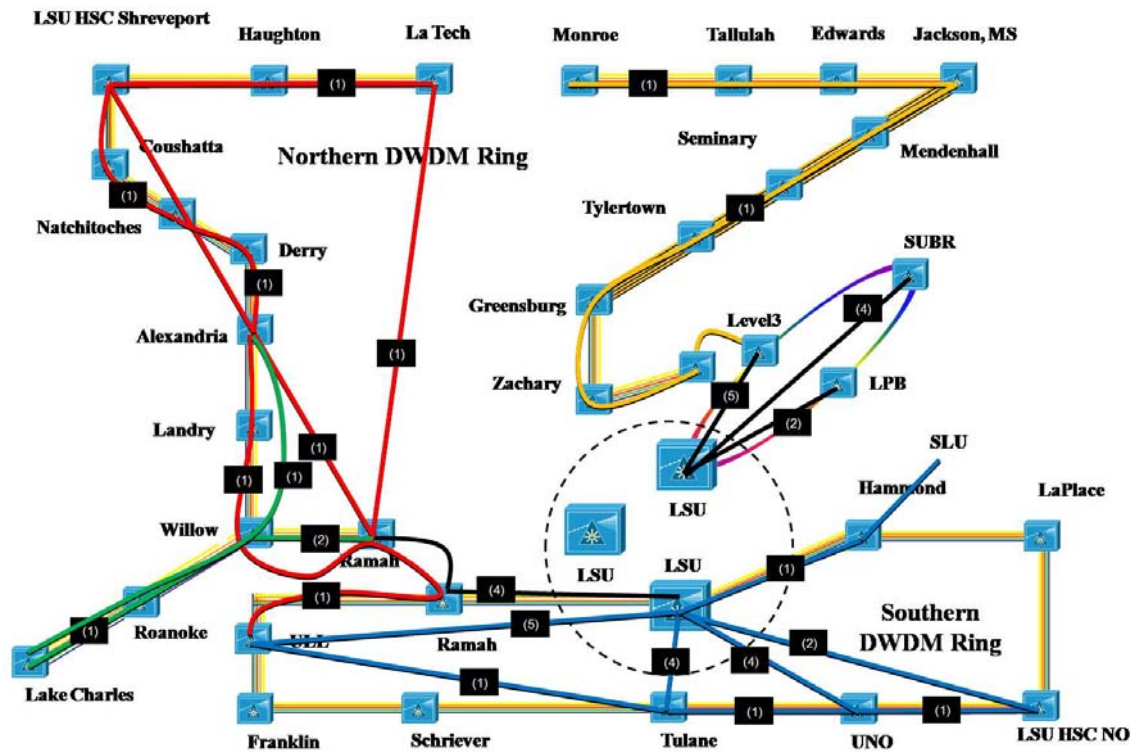 LSU HSC Shreveport
Haughton
La Tech
Monroe
Tallulah
Edwards
Jackson, MS
(1)
(1)
Coushatta
Northern DWDM Ring
Seminary
Mendenhall
(1)
Natchitoches
Tylertown
(1)
Derry
SUBR
(1)
Greensburg
Level3
(4)
Alexandria
(1)
Zachary
LPB
(5)
(2)
Landry
(1)
SLU
(1)
(1)
LSU
Hammond
LaPlace
Willow
(2)
Ramah
LSU
LSU
(1)
(4)
(1)
Roanoke
(1)
ULL
Ramah
(5)
Southern
DWDM Ring
(2)
(4)
(4)
Lake Charles
(1)
(1)
(1)
Franklin
Schriever
Tulane
UNO
LSU HSC NO